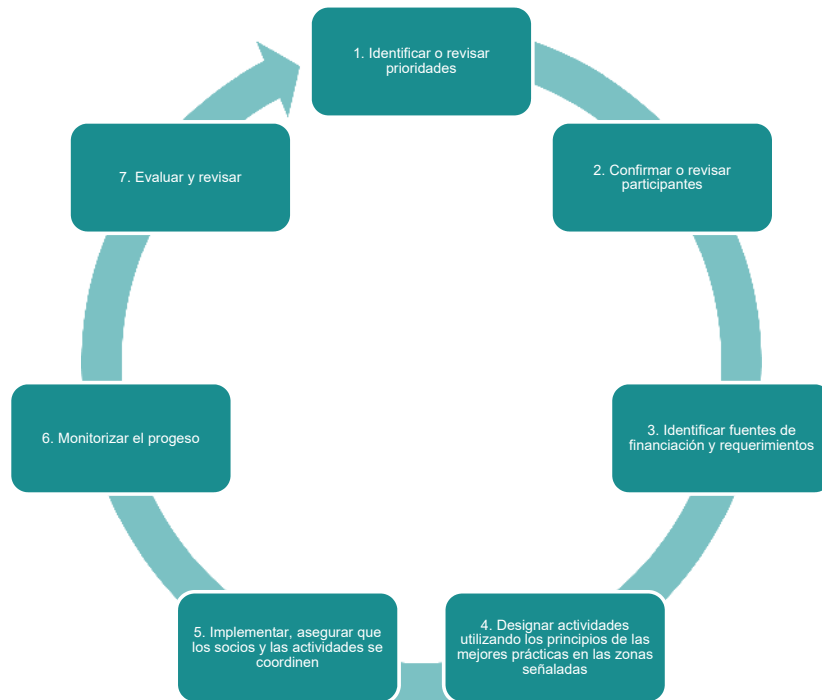 1. Identificar o revisar
prioridades
2. Confirmar o revisar
participantes
3. Identificar fuentes de
financiación y requerimientos
4. Designar actividades
utilizando los principios de las
mejores prácticas en las zonas
señaladas
5. Implementar, asegurar que
los socios y las actividades se
coordinen
6. Monitorizar el progeso
7. Evaluar y revisar